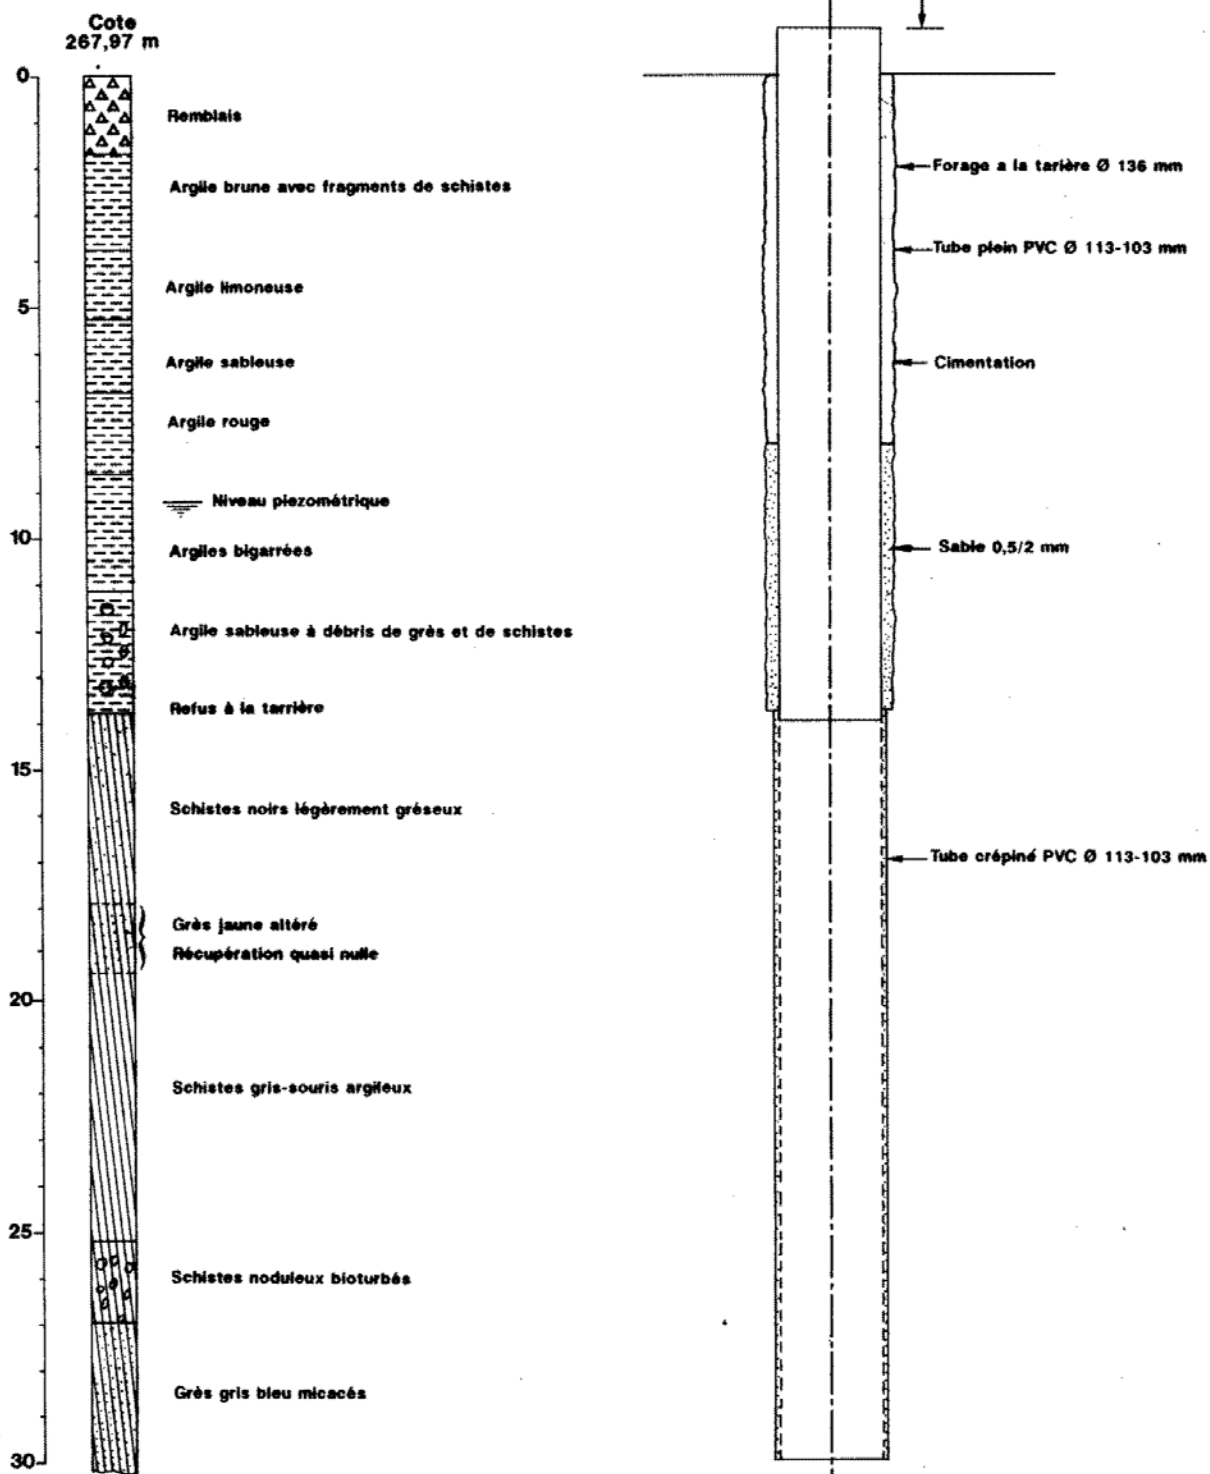 Cote
267,97 m
0
Remblais
Argile brune avec fragments de schistes
Argile limoneuse
5
Argile sableuse
Argile rouge
Niveau piezométrique
10
Argiles bigarrées
Argile sableuse à débris de grès et de schistes
Refus à la tarrière
15
Schistes noirs légèrement gréseux
Grès jaune altéré
Récupération quasi nulle
20
Schistes gris-souris argileux
25
Schistes noduleux bioturbés
Grès gris bleu micacés
30
Forage a la tarière Ø 136 mm
Tube plein PVC Ø 113-103 mm
Cimentation
Sable 0,5/2 mm
Tube crépiné PVC Ø 113-103 mm